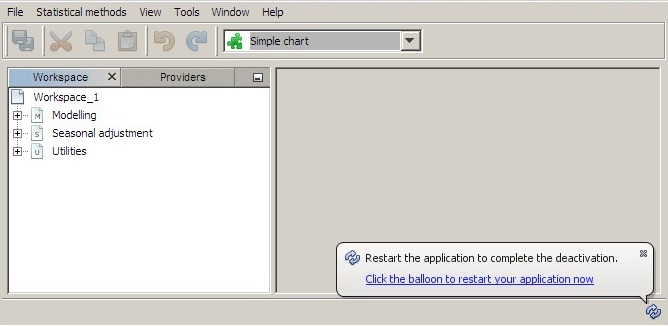 File Statistical methods View Tools Window Help
Simple chart
Workspace Providers
Workspace_1
M Modelling
S Seasonal adjustment
U Utilities
Restart the application to complete the deactivation.
Click the balloon to restart your application now